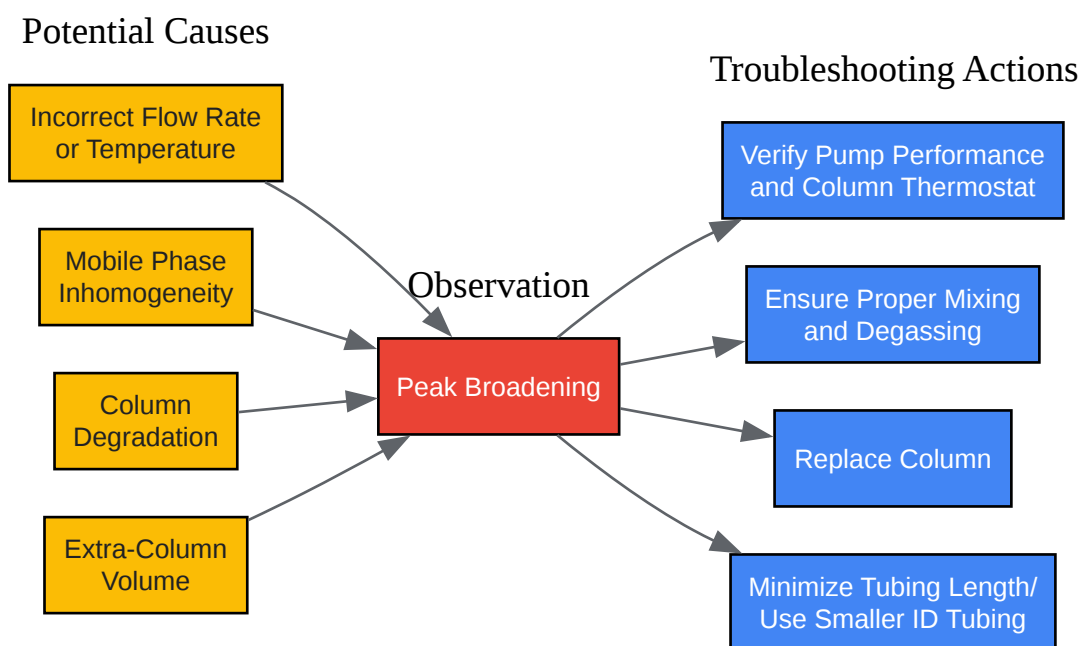 Potential Causes
Incorrect Flow Rate
or Temperature
Mobile Phase
Inhomogeneity
Column
Degradation
Extra-Column
Volume
Observation
Peak Broadening
Troubleshooting Actions
Verify Pump Performance
and Column Thermostat
Ensure Proper Mixing
and Degassing
Replace Column
Minimize Tubing Length/
Use Smaller ID Tubing